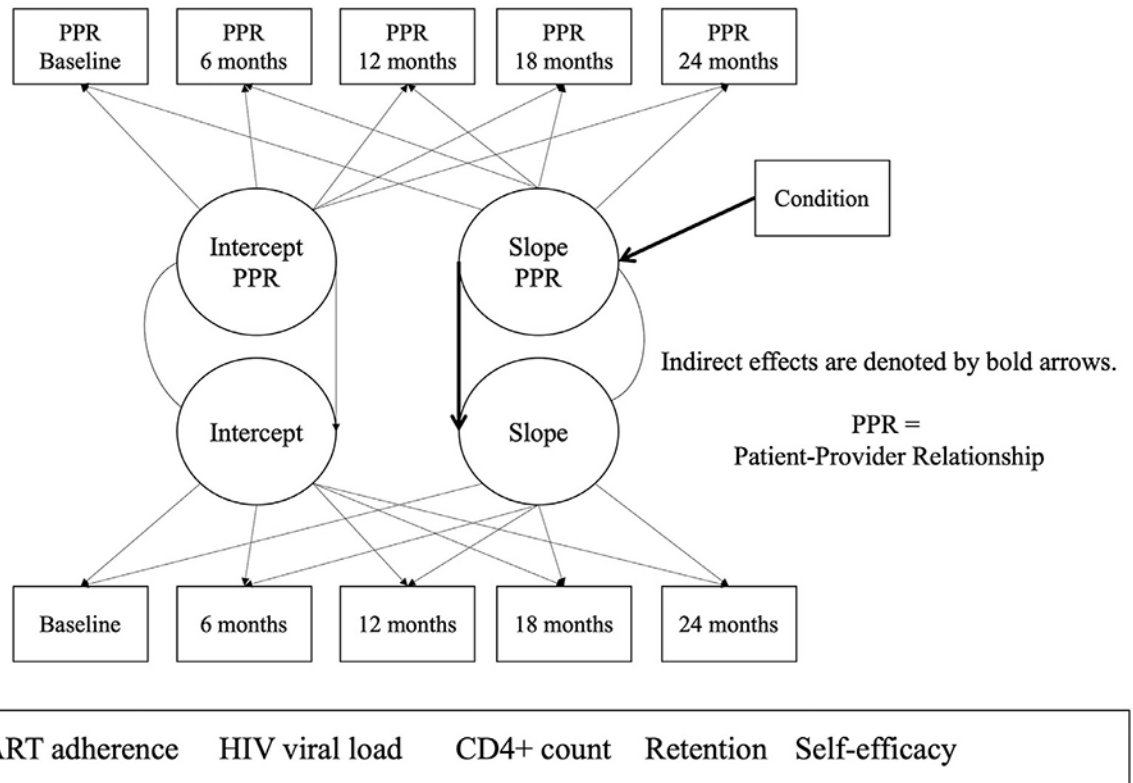 PPR
Baseline
PPR
6 months
PPR
12 months
PPR
18 months
PPR
24 months
Condition
Intercept
PPR
Slope
PPR
Indirect effects are denoted by bold arrows.
Intercept
Slope
PPR =
Patient-Provider Relationship
Baseline
6 months
12 months
18 months
24 months
ART adherence HIV viral load CD4+ count Retention Self-efficacy